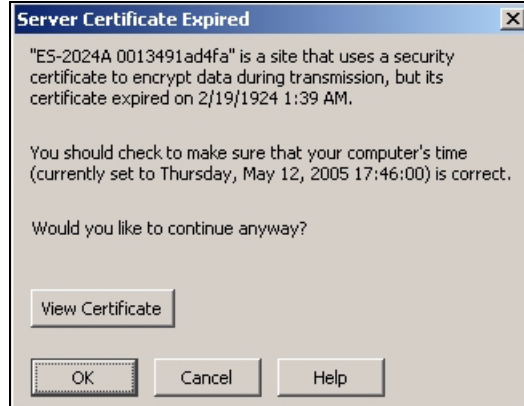 Server Certificate Expired
"ES-2024A 0013491ad4fa" is a site that uses a security
certificate to encrypt data during transmission, but its
certificate expired on 2/19/1924 1:39 AM.
You should check to make sure that your computer's time
(currently set to Thursday, May 12, 2005 17:46:00) is correct.
Would you like to continue anyway?
View Certificate
OK Cancel Help